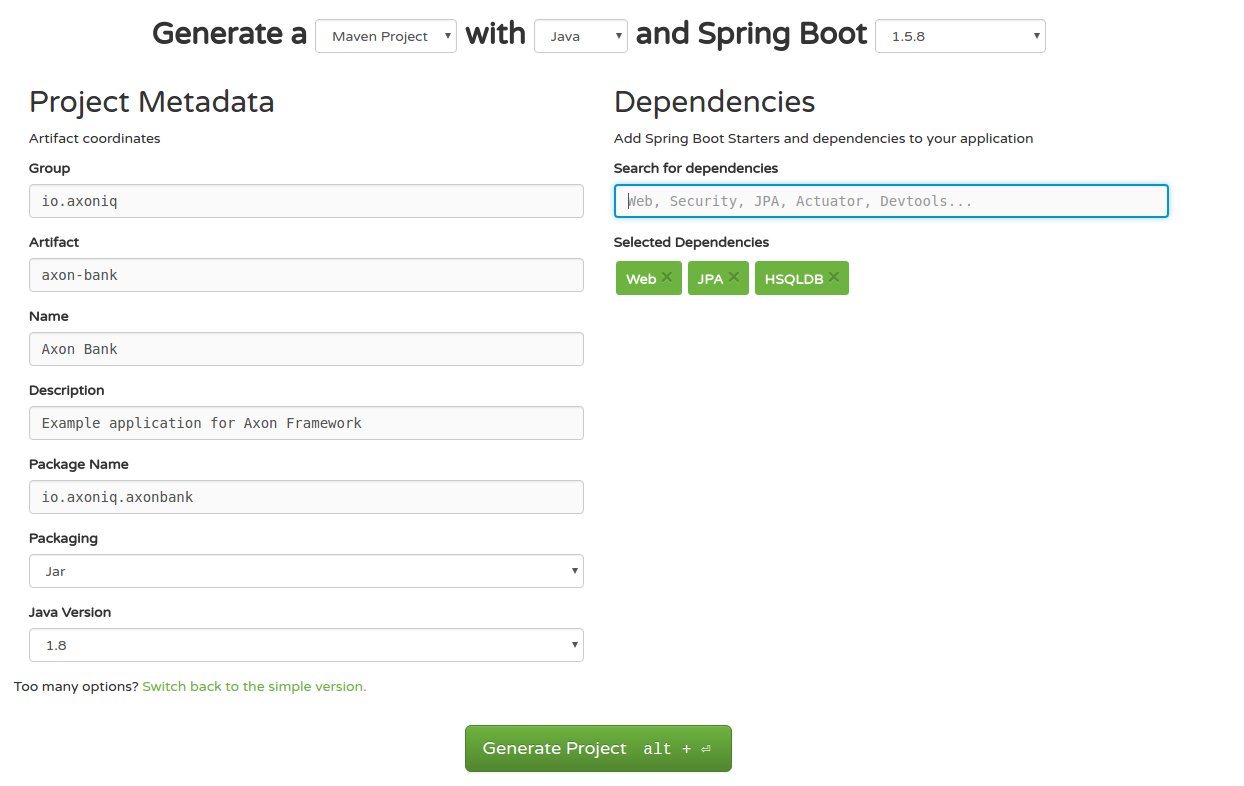 Generate a Maven Project with Java and Spring Boot 1.5.8
Project Metadata
Artifact coordinates
Group
io.axoniq
Artifact
axon-bank
Name
Axon Bank
Description
Example application for Axon Framework
Package Name
io.axoniq.axonbank
Packaging
Jar
Java Version
1.8
Too many options? Switch back to the simple version.
Dependencies
Add Spring Boot Starters and dependencies to your application
Search for dependencies
Web, Security, JPA, Actuator, Devtools...
Selected Dependencies
Web × JPA × HSQLDB ×
Generate Project alt + ⏎